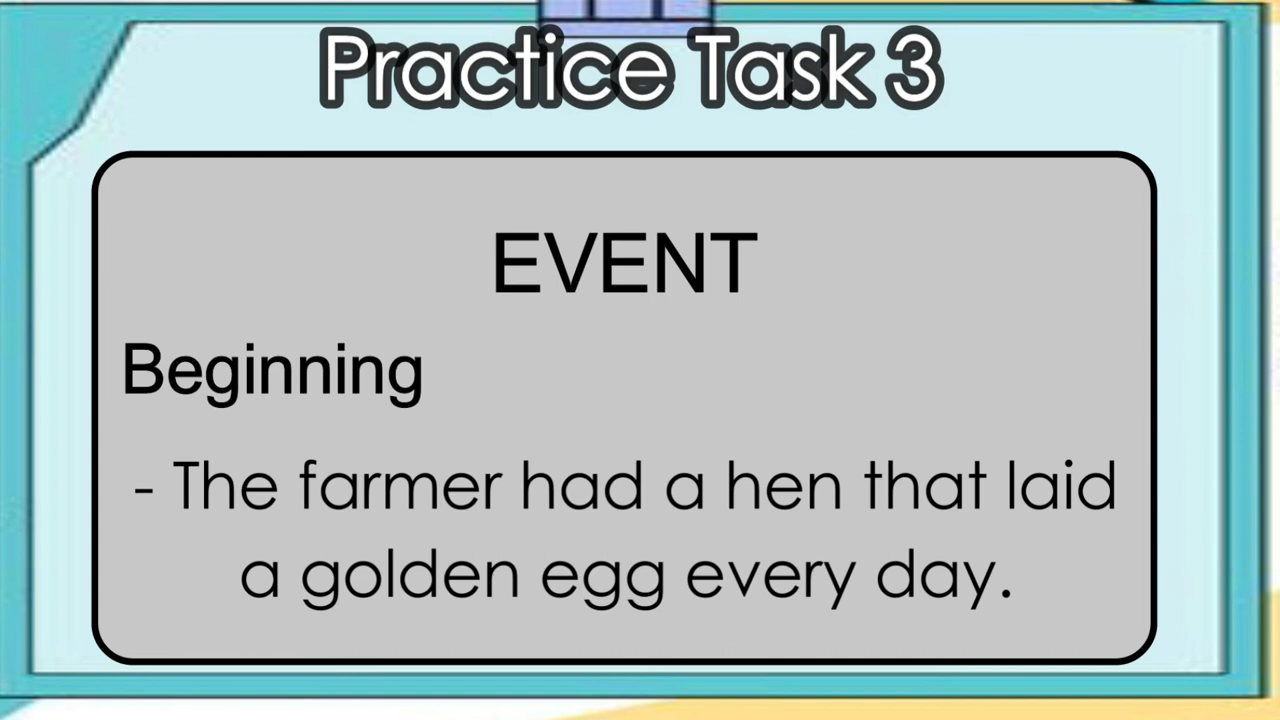 Practice Task 3
EVENT
Beginning
- The farmer had a hen that laid
a golden egg every day.